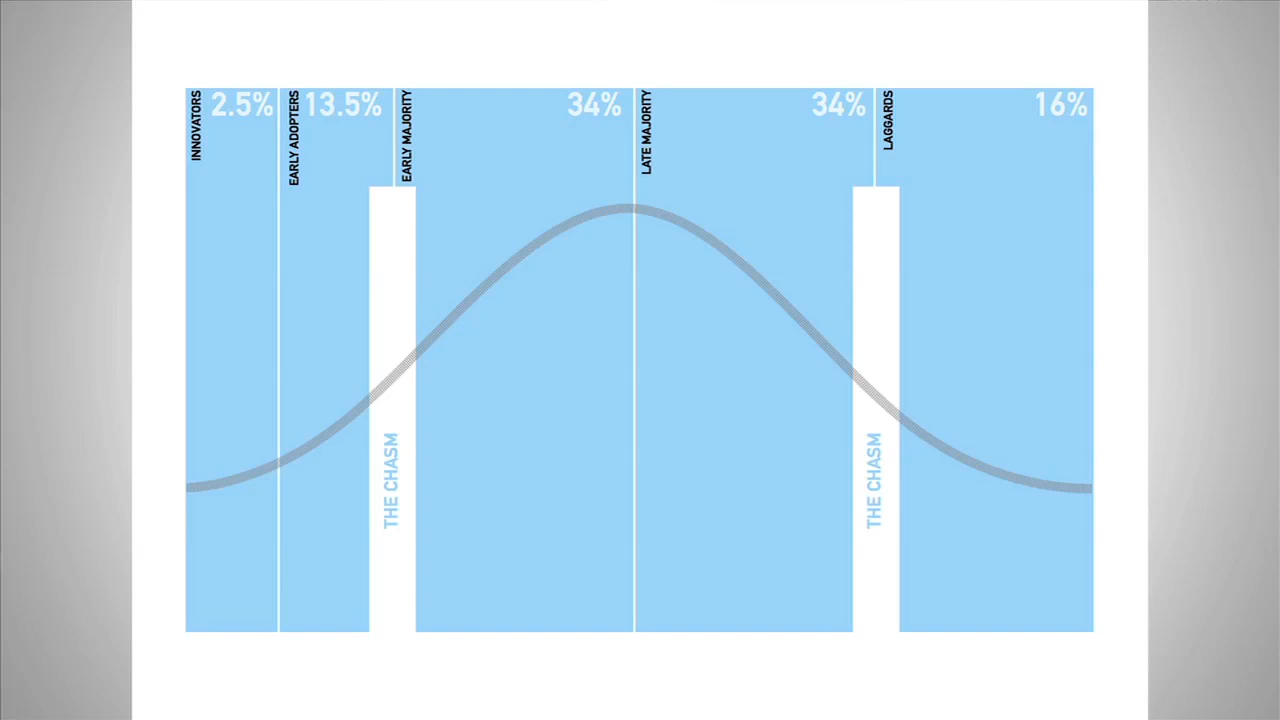 INNOVATORS
2.5%
EARLY ADOPTERS
13.5%
EARLY MAJORITY
34%
LATE MAJORITY
34%
LAGGARDS
16%
THE CHASM
THE CHASM